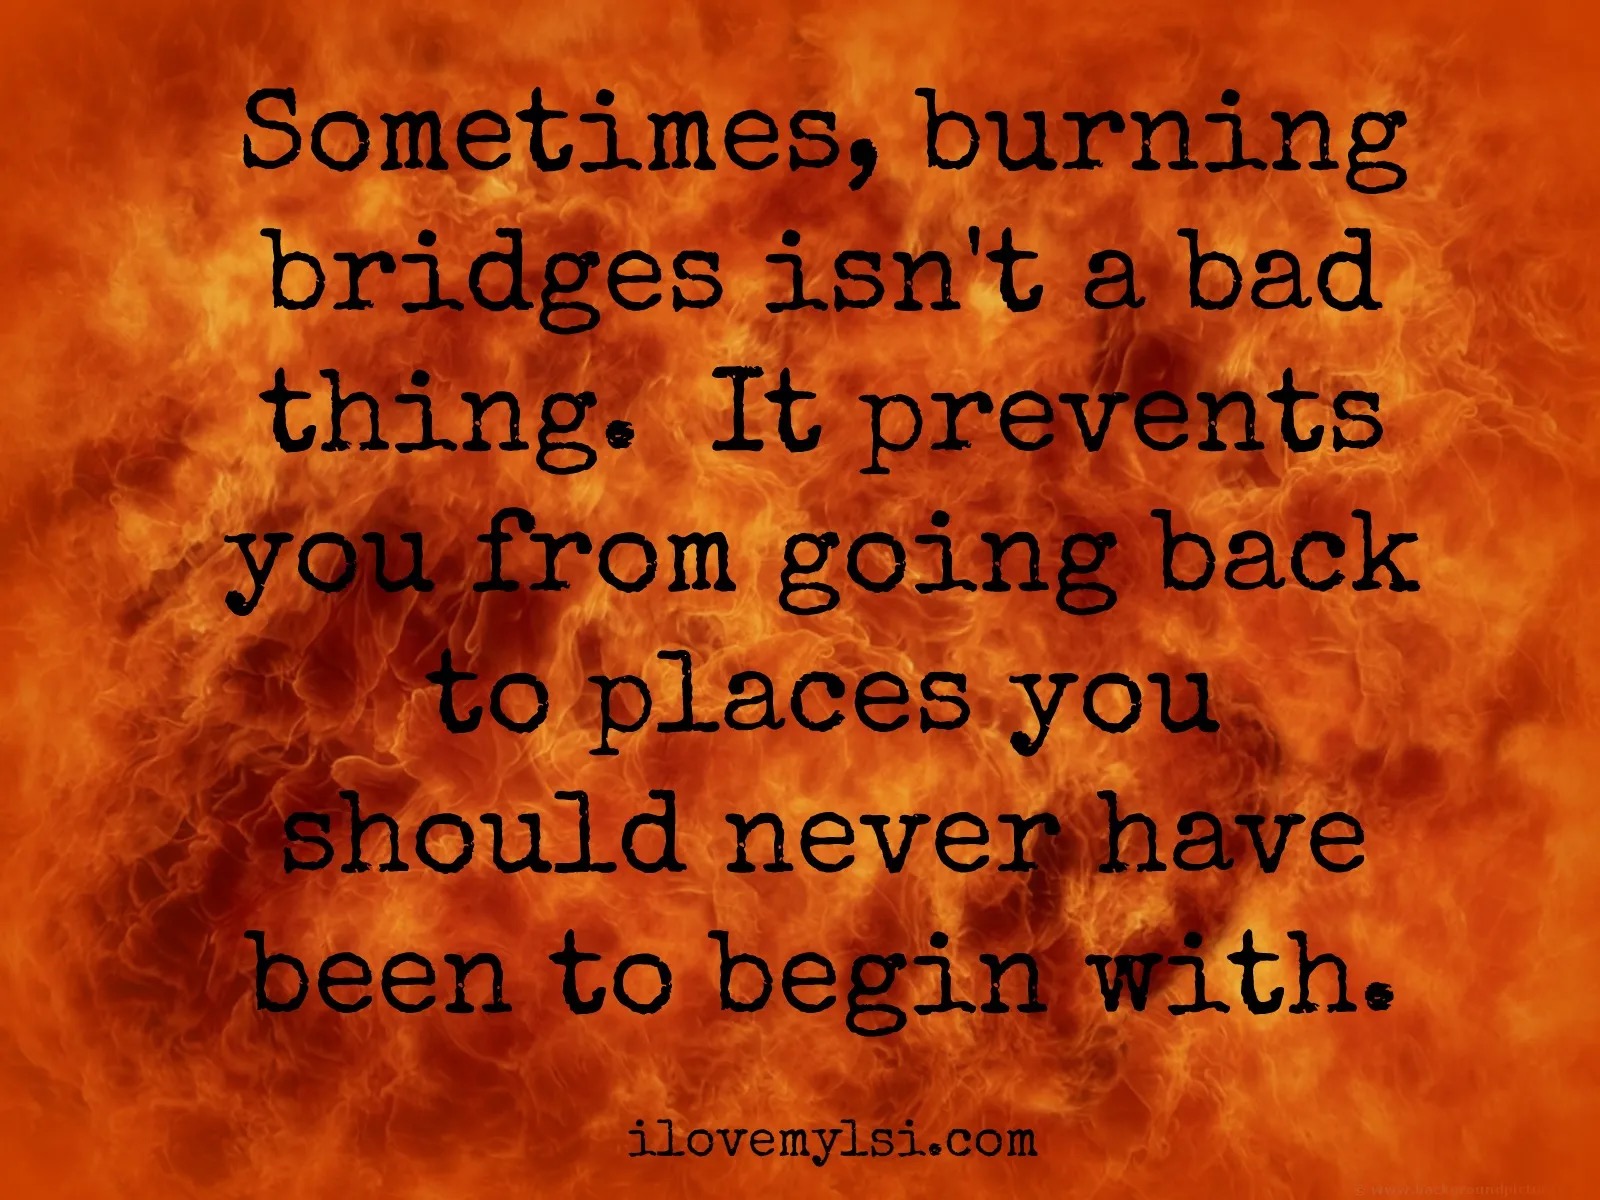 Sometimes, burning
bridges isn't a bad
thing.  It prevents
you from going back
to places you
should never have
been to begin with.
ilovemylsi.com